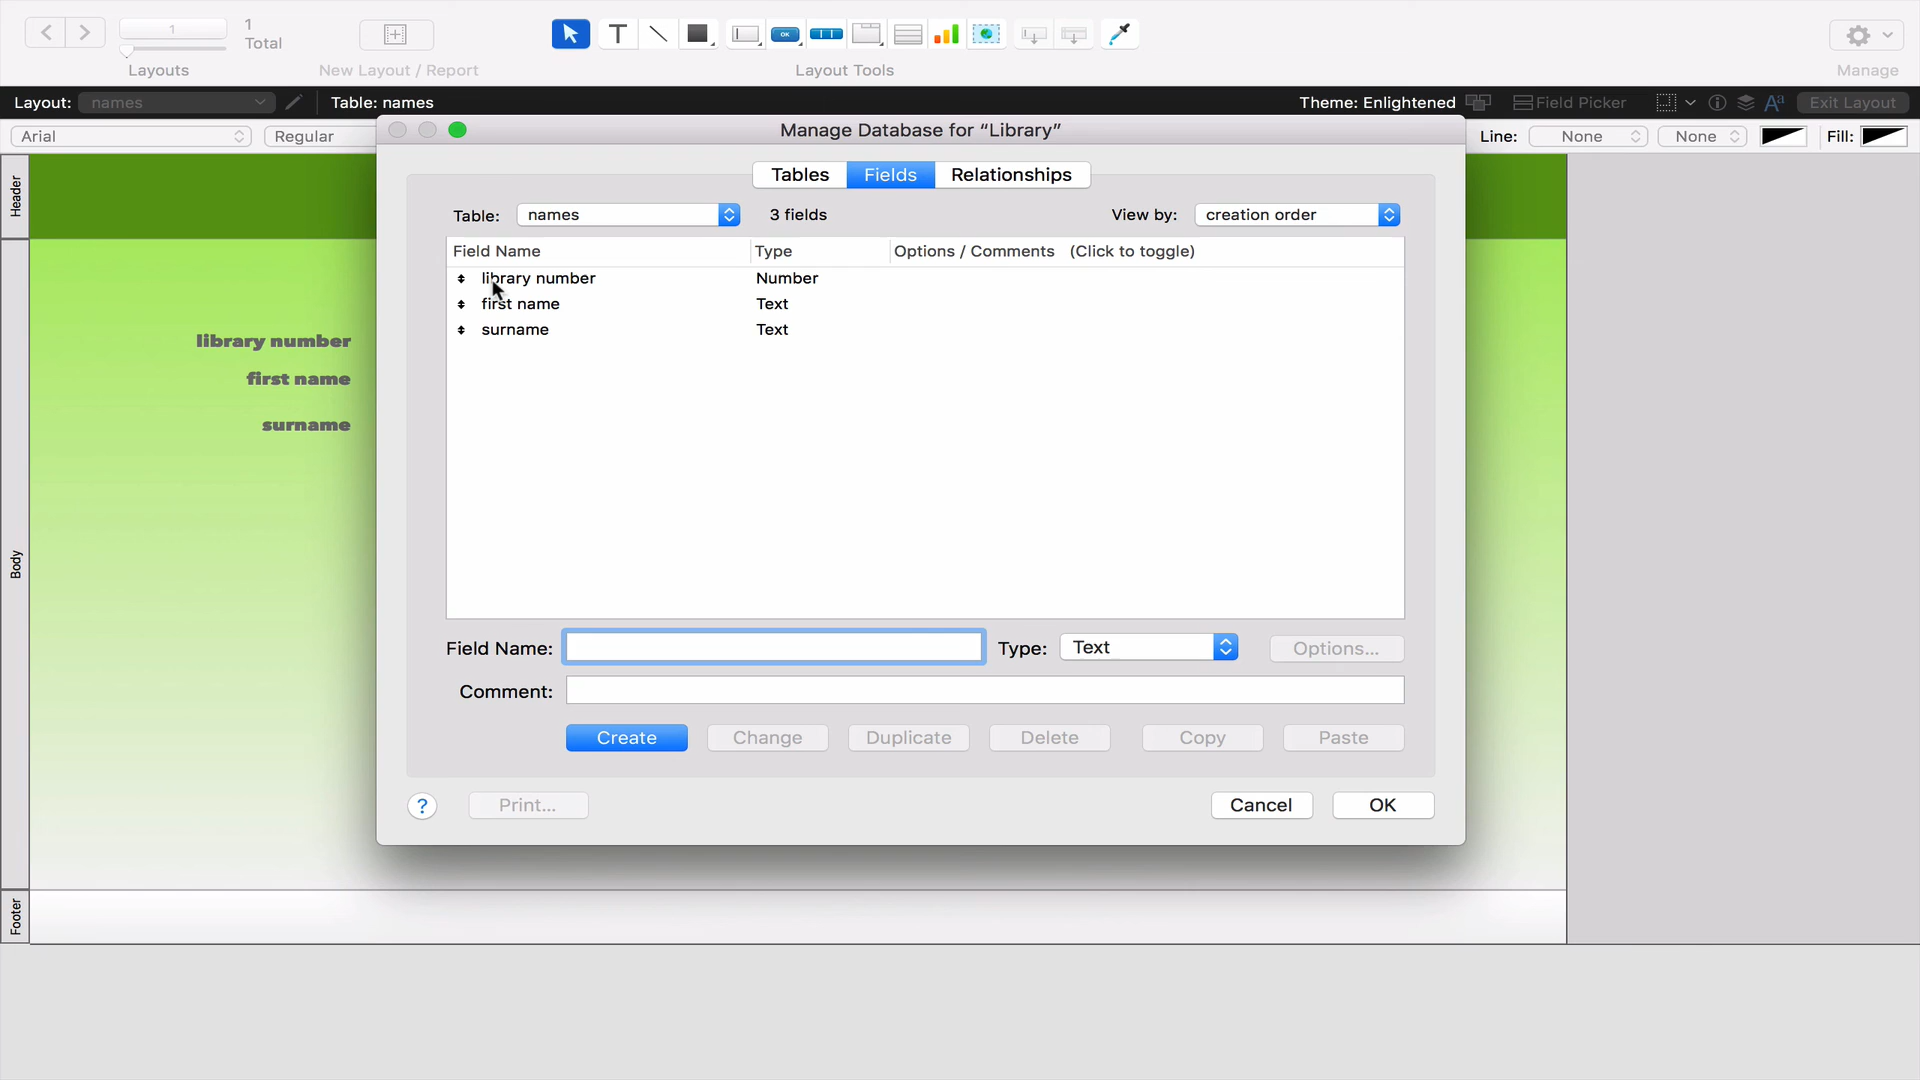 1
1
Total
Layouts
New Layout / Report
T
OK
Layout Tools
Manage
Layout: names
Table: names
Theme: Enlightened
Field Picker
Aa
Exit Layout
Arial
Regular
Manage Database for “Library”
Line: None
None
Fill:
Tables
Fields
Relationships
Header
Table: names
3 fields
View by: creation order
Field Name
Type
Options / Comments (Click to toggle)
library number
Number
first name
Text
surname
Text
library number
first name
surname
Body
Field Name:
Type: Text
Options...
Comment:
Create
Change
Duplicate
Delete
Copy
Paste
?
Print...
Cancel
OK
Footer